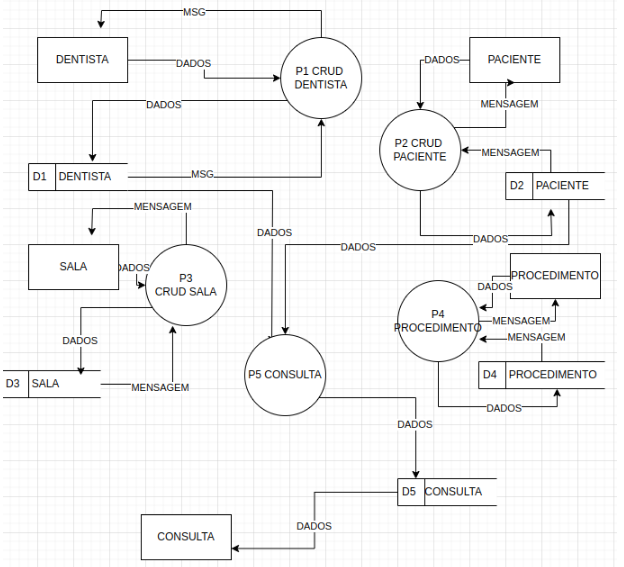 MSG
DENTISTA
DADOS
P1 CRUD
DENTISTA
DADOS
PACIENTE
DADOS
MENSAGEM
P2 CRUD
PACIENTE
MENSAGEM
D1 DENTISTA
MSG
D2 PACIENTE
MENSAGEM
DADOS
DADOS
DADOS
SALA
DADOS
P3
CRUD SALA
PROCEDIMENTO
DADOS
P4
PROCEDIMENTO
MENSAGEM
MENSAGEM
DADOS
D3 SALA
MENSAGEM
P5 CONSULTA
D4 PROCEDIMENTO
DADOS
DADOS
D5 CONSULTA
DADOS
CONSULTA